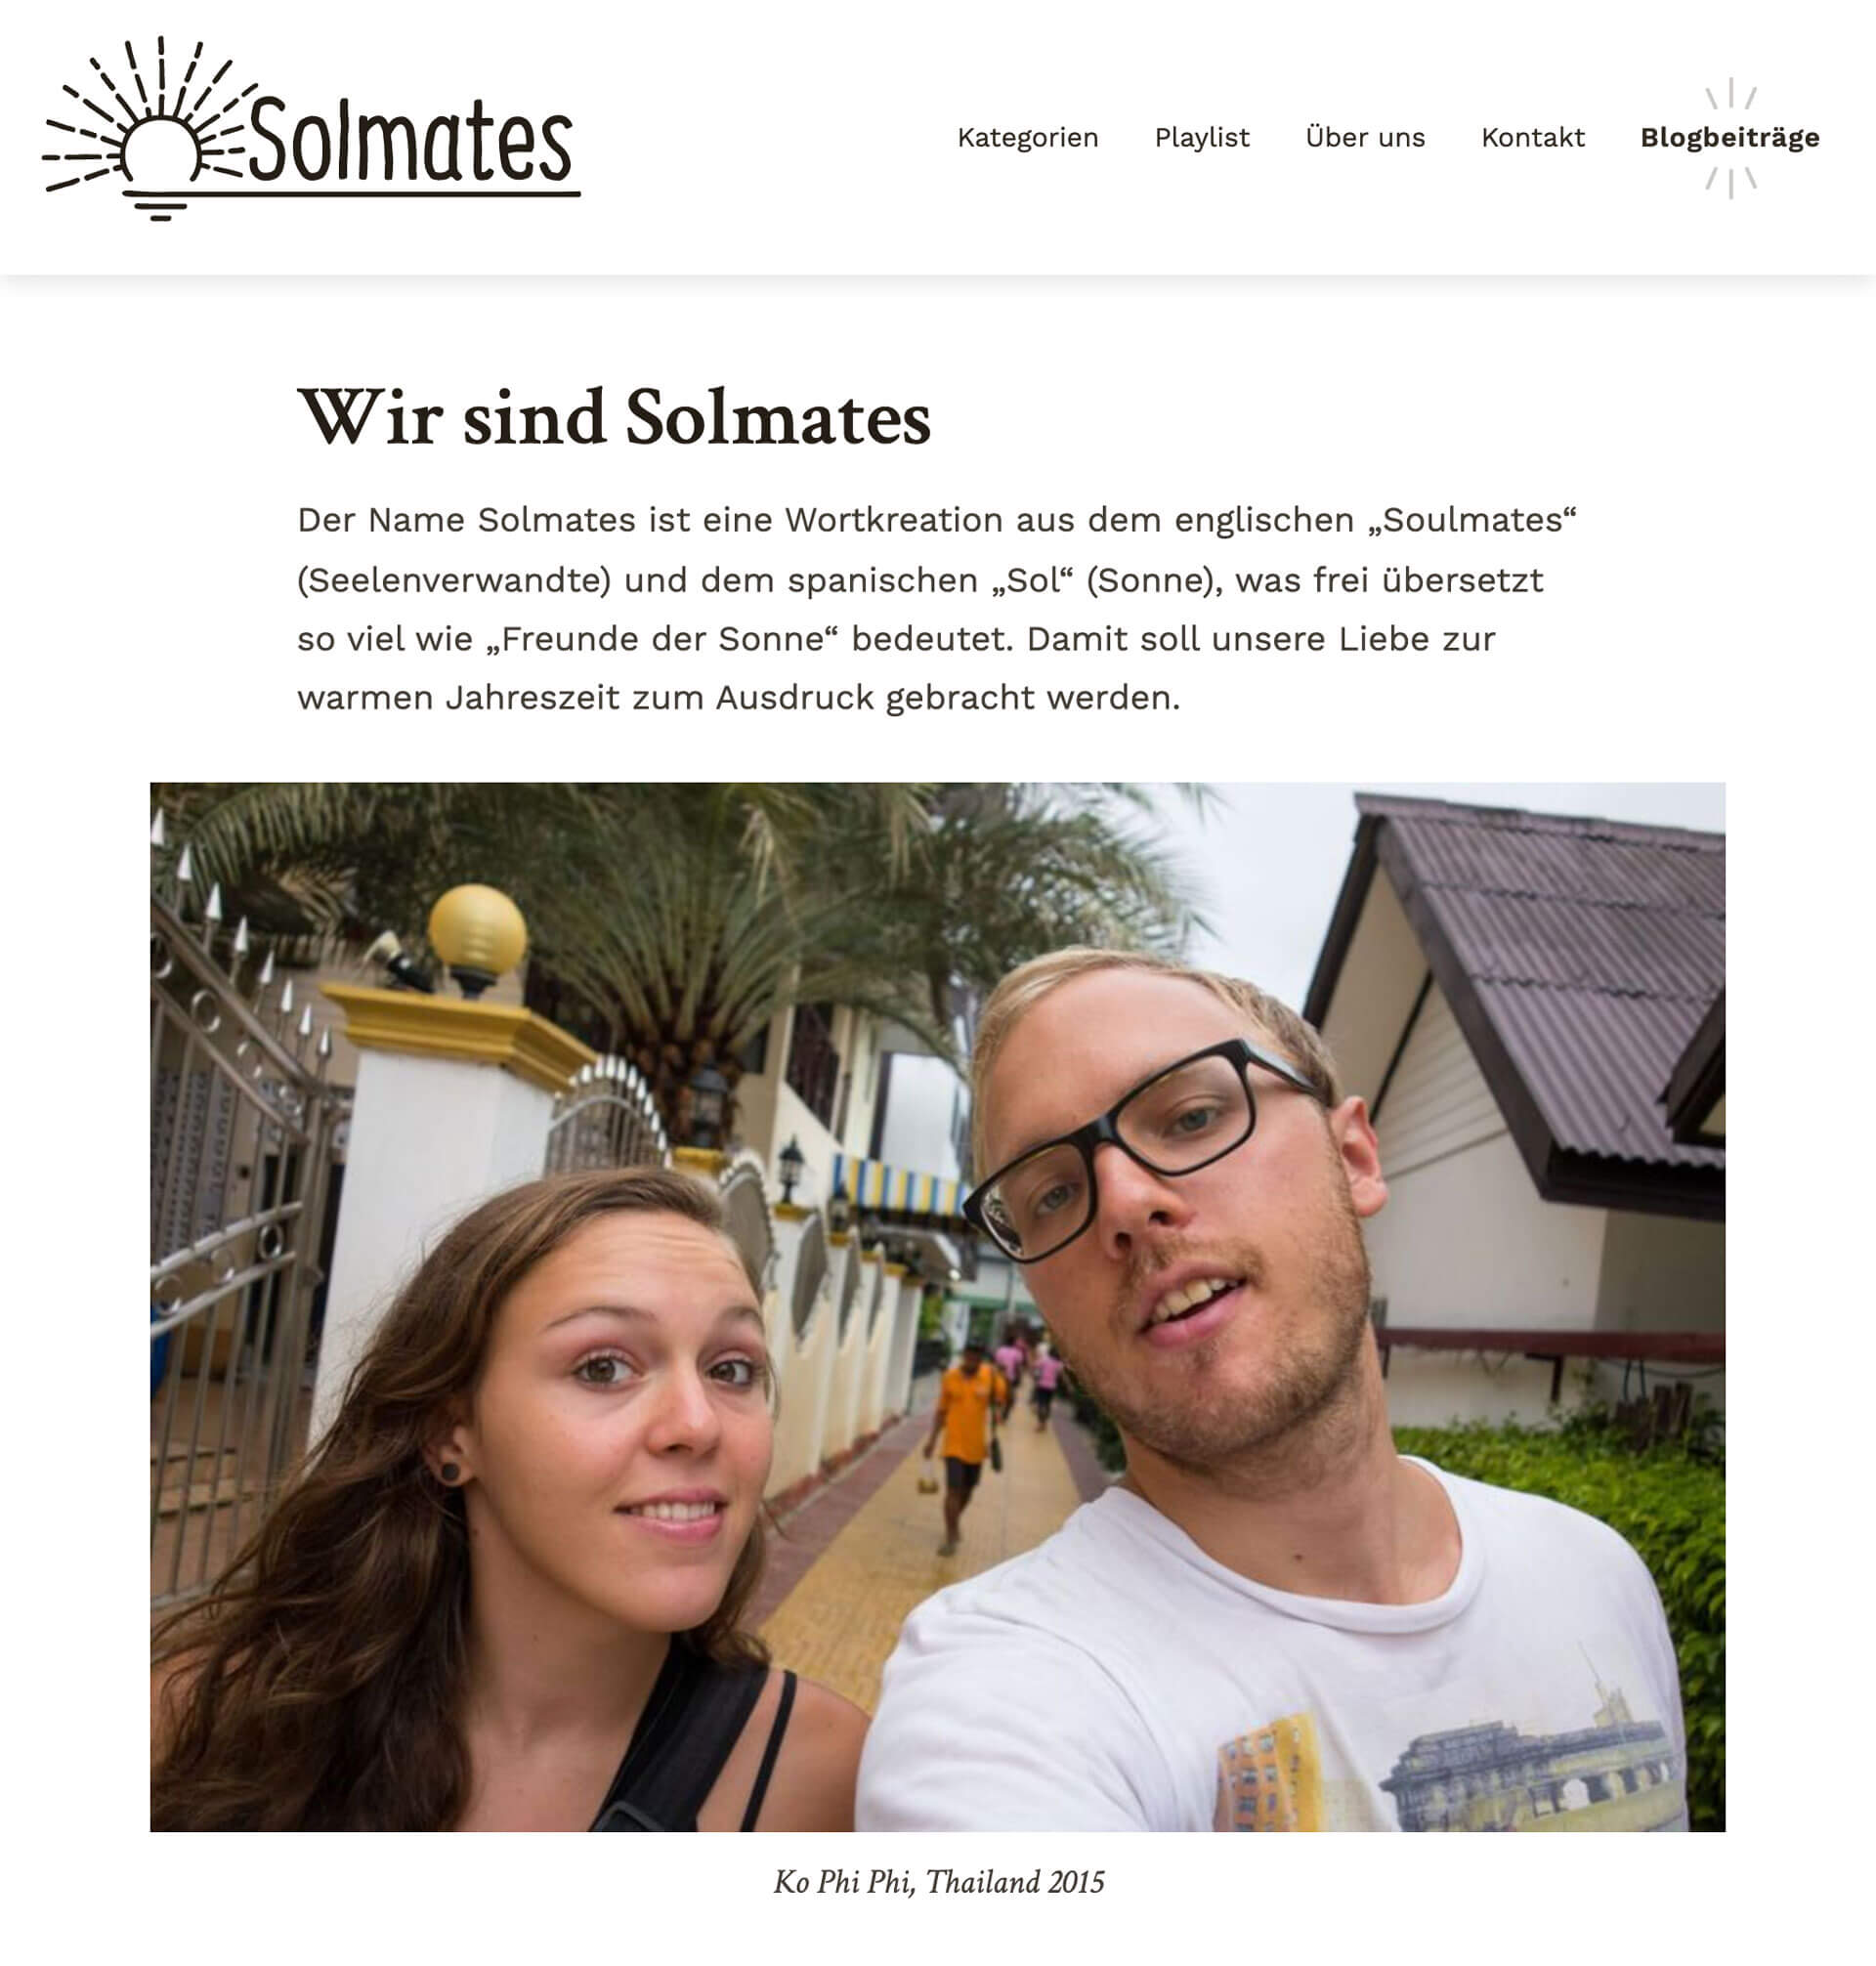 Solmates
Kategorien Playlist Über uns Kontakt Blogbeiträge
Wir sind Solmates
Der Name Solmates ist eine Wortkreation aus dem englischen „Soulmates“
(Seelenverwandte) und dem spanischen „Sol“ (Sonne), was frei übersetzt
so viel wie „Freunde der Sonne“ bedeutet. Damit soll unsere Liebe zur
warmen Jahreszeit zum Ausdruck gebracht werden.
Ko Phi Phi, Thailand 2015